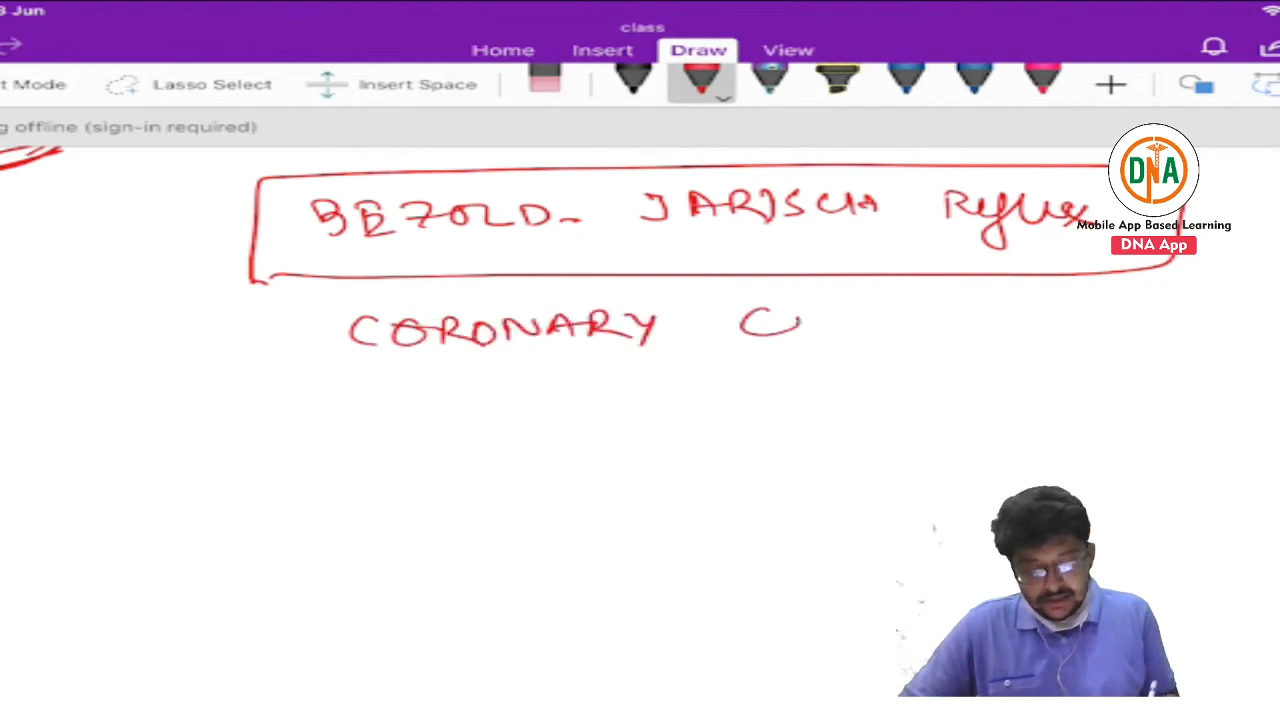 3 Jun
class
Home Insert Draw View
t Mode Lasso Select Insert Space
g offline (sign-in required)
BEZOLD- JARISCH Reflex
DNA
Mobile App Based Learning
DNA App
CORONARY C